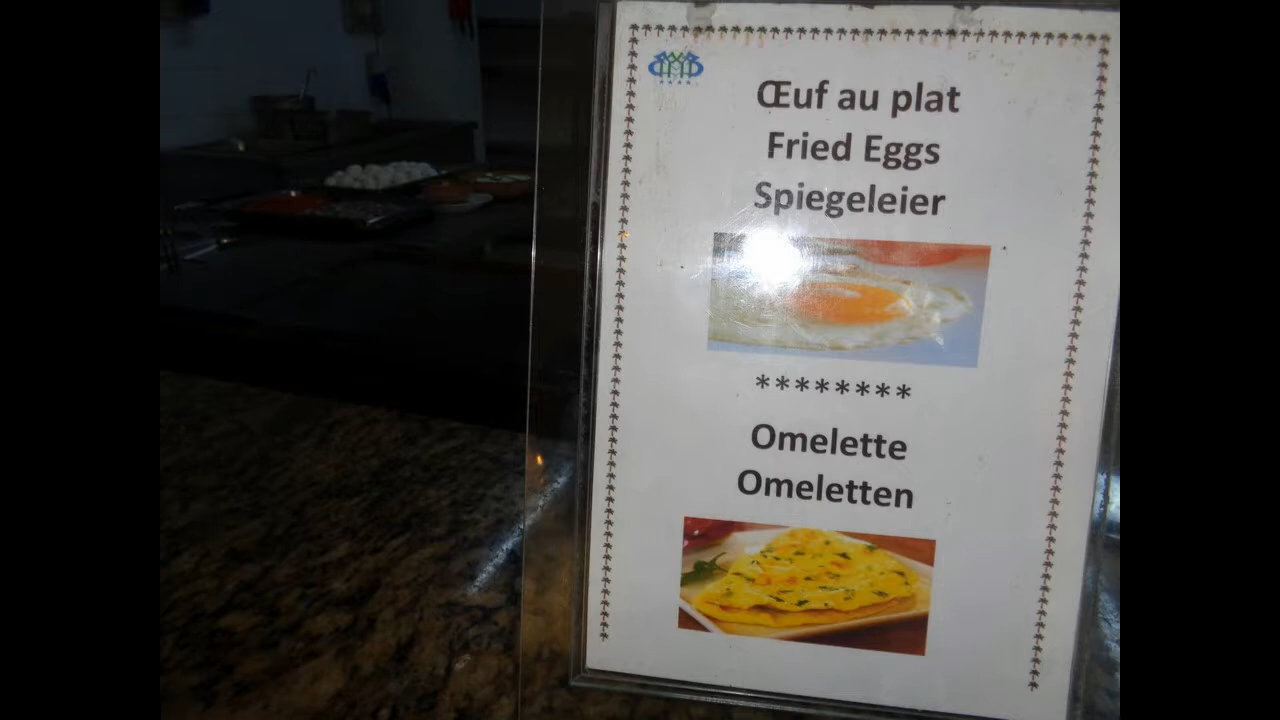 Œuf au plat
Fried Eggs
Spiegeleier
********
Omelette
Omeletten